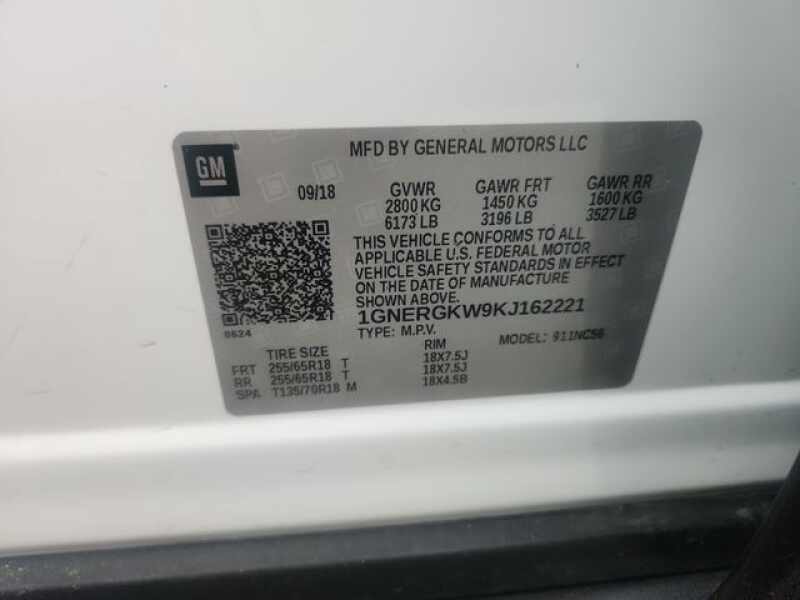 GM
MFD BY GENERAL MOTORS LLC
09/18 GVWR GAWR FRT GAWR RR
2800 KG 1450 KG 1600 KG
6173 LB 3196 LB 3527 LB
THIS VEHICLE CONFORMS TO ALL
APPLICABLE U.S. FEDERAL MOTOR
VEHICLE SAFETY STANDARDS IN EFFECT
ON THE DATE OF MANUFACTURE
SHOWN ABOVE.
1GNERGKW9KJ162221
0624 TYPE: M.P.V. MODEL: 911NC56
TIRE SIZE RIM
FRT 255/65R18 T 18X7.5J
RR 255/65R18 T 18X7.5J
SPA T135/70R18 M 18X4.5B